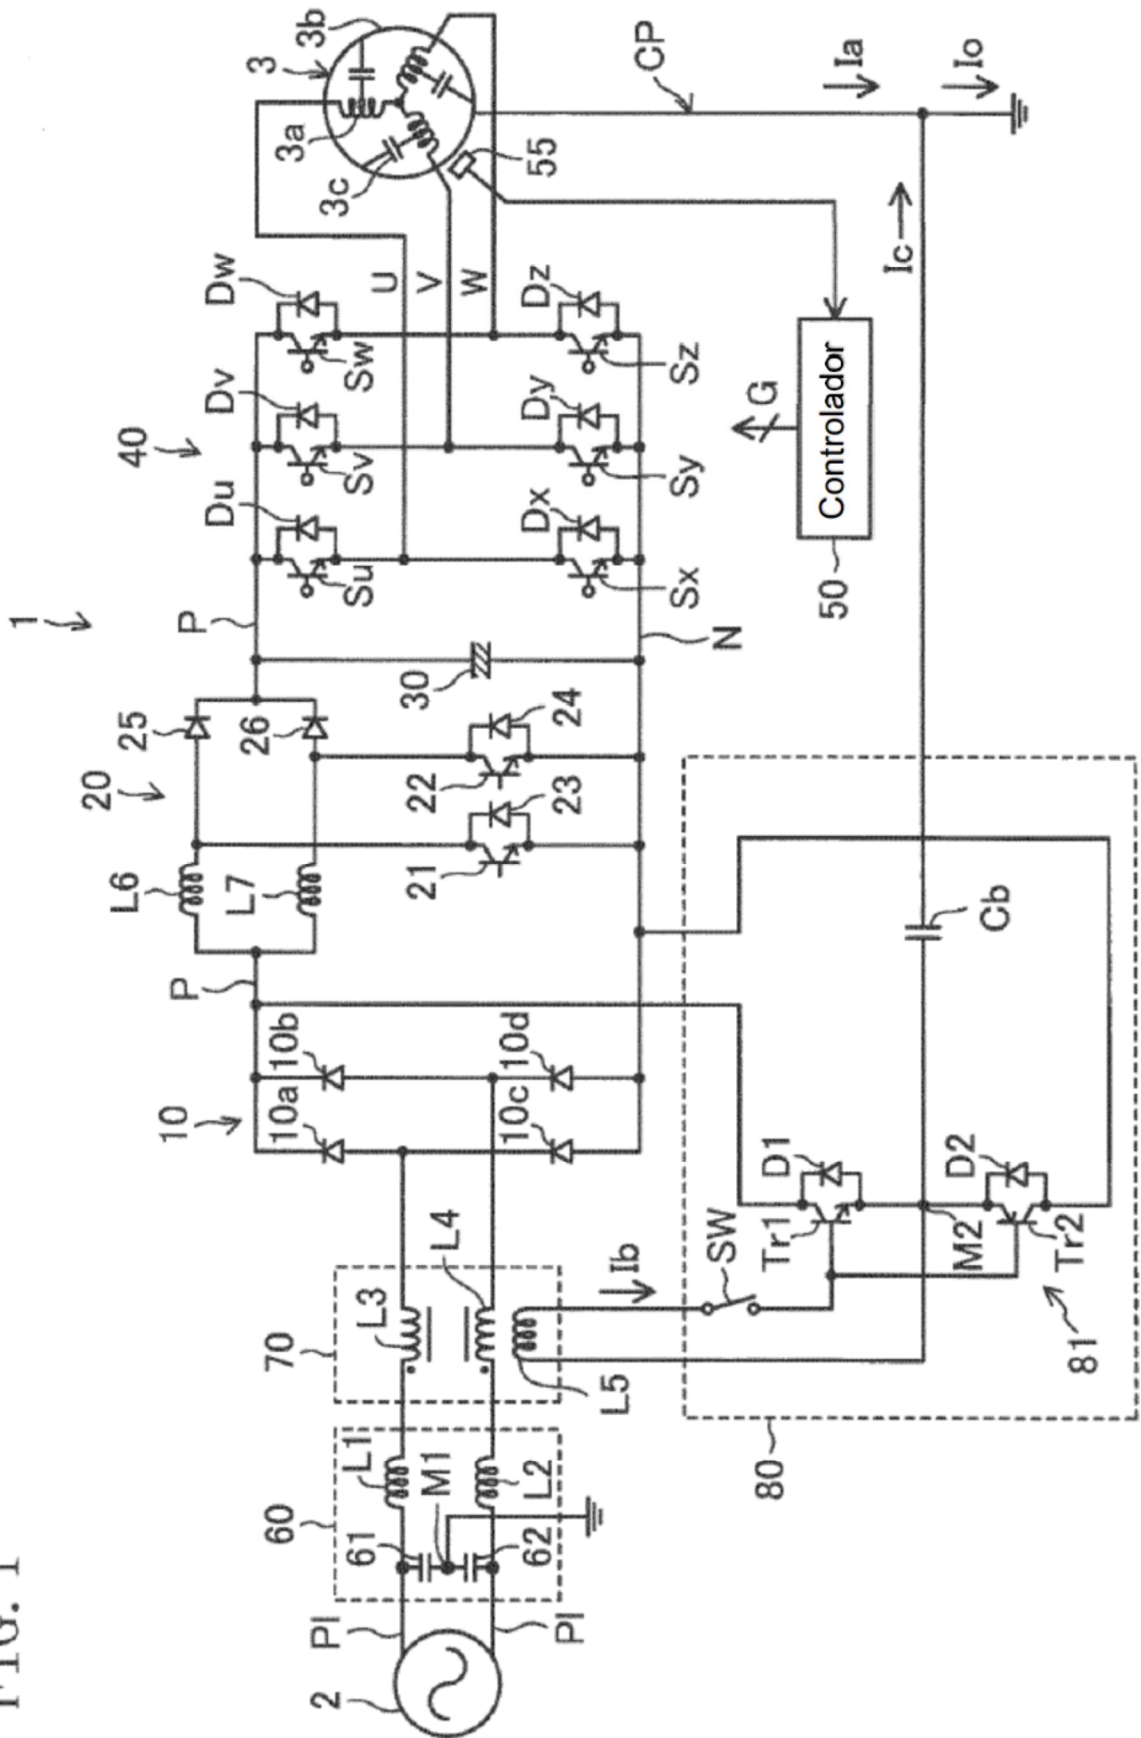 FIG. 1
1
2
PI
PI
60
61
62
L1
M1
L2
70
L3
L4
L5
Ib
10
10a
10b
10c
10d
P
20
L6
L7
25
26
21
22
23
24
30
P
N
40
Du
Dv
Dw
Su
Sv
Sw
U
V
W
Dx
Dy
Dz
Sx
Sy
Sz
3
3a
3b
3c
55
CP
Ia
Io
Ic
50
Controlador
G
80
81
SW
Tr1
D1
M2
Tr2
D2
Cb